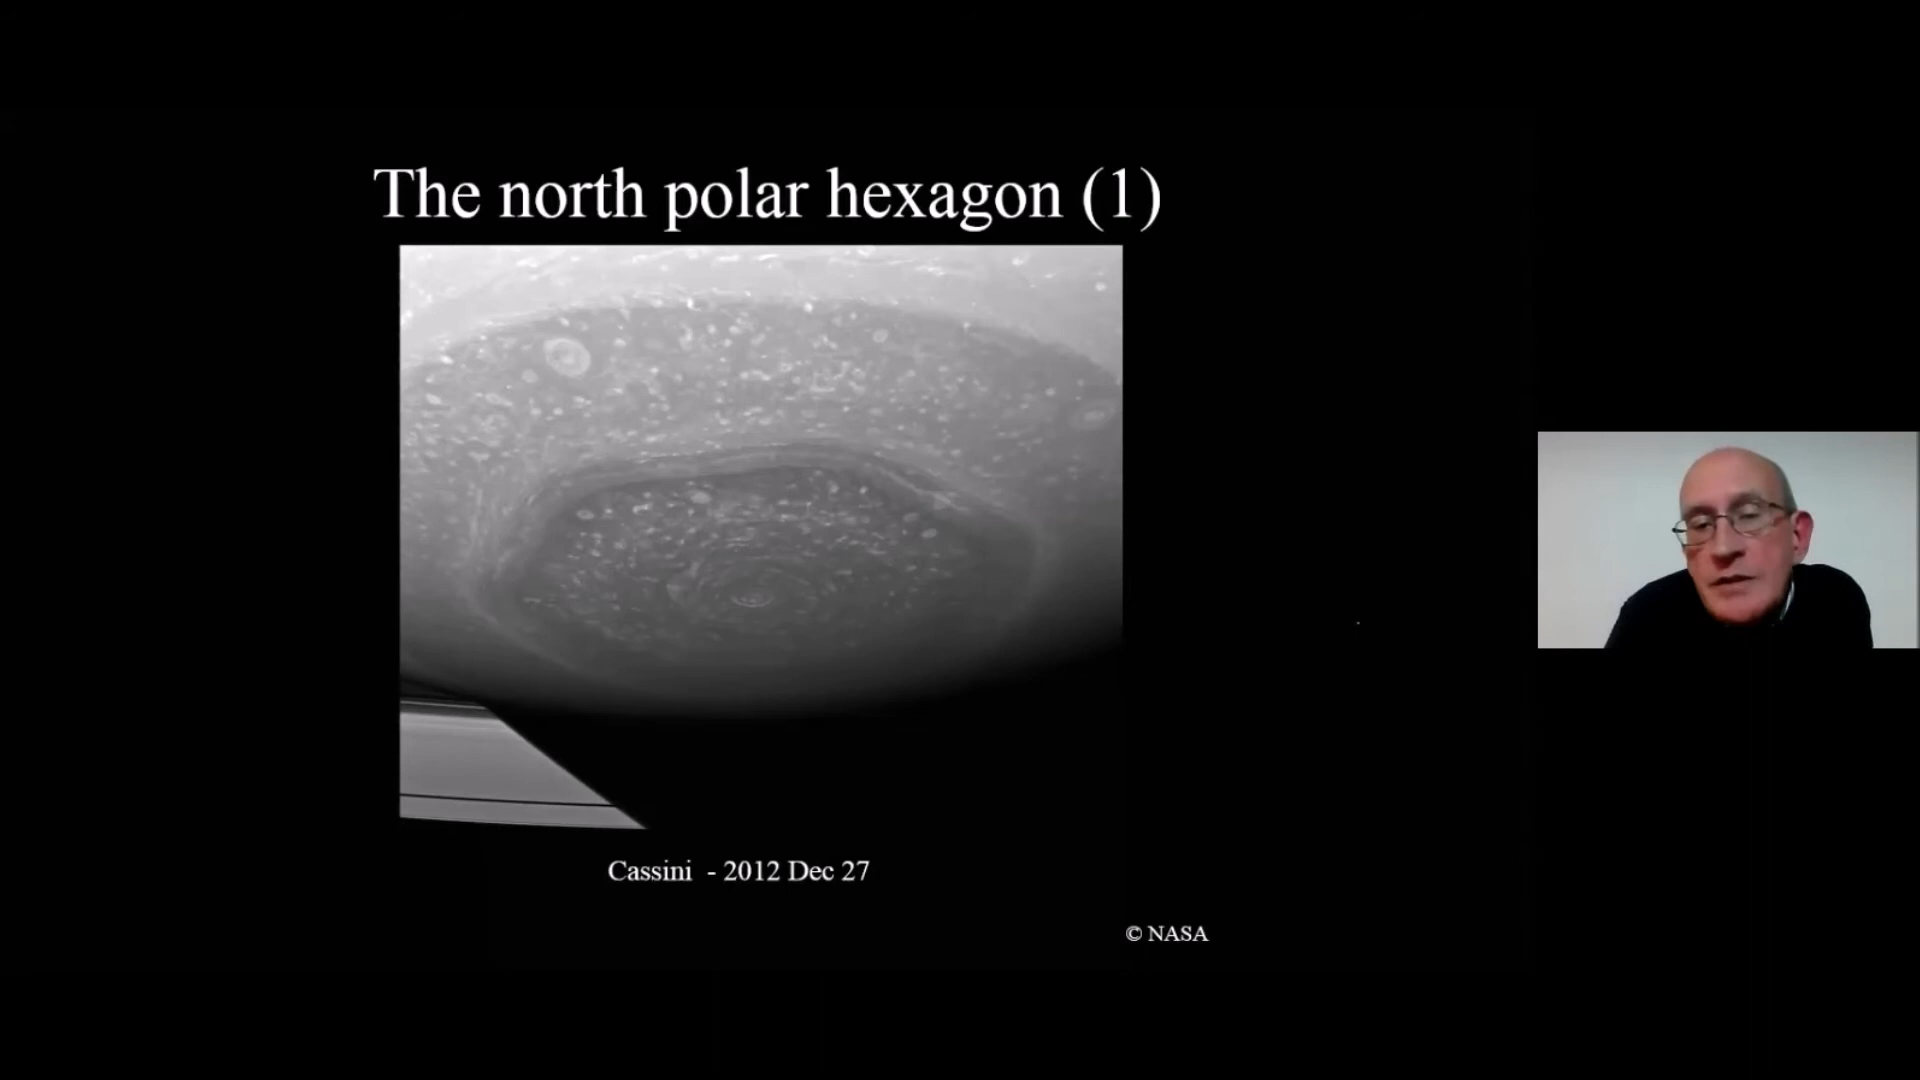 The north polar hexagon (1)
Cassini - 2012 Dec 27
© NASA